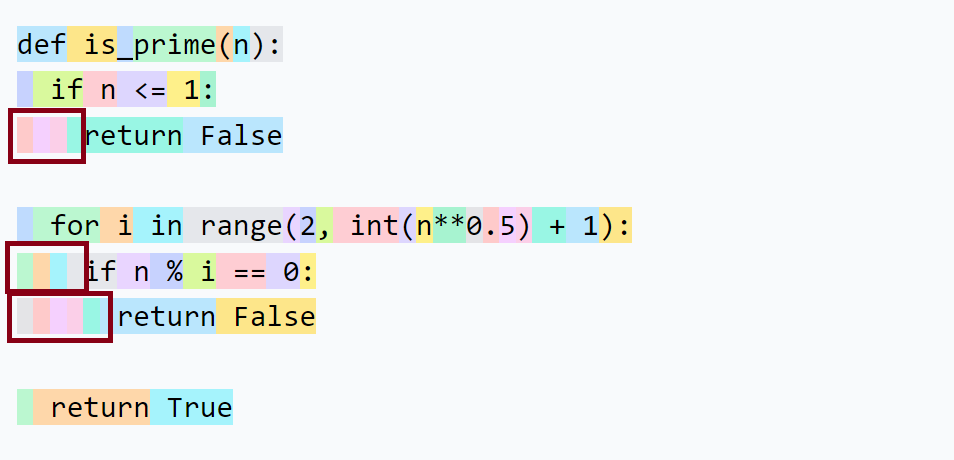 def is_prime(n):
  if n <= 1:
    return False

  for i in range(2, int(n**0.5) + 1):
    if n % i == 0:
      return False

  return True